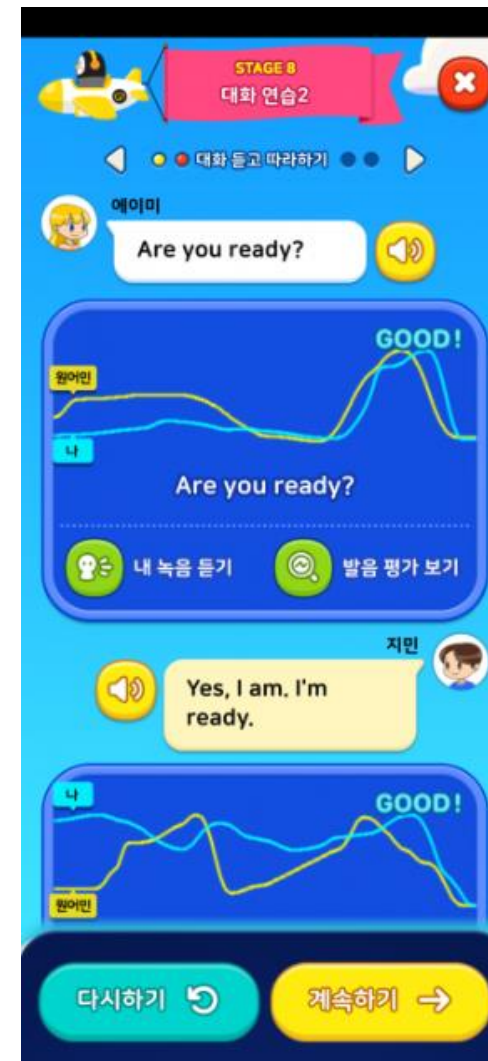 STAGE 8
대화 연습2
대화 듣고 따라하기
에이미
Are you ready?
GOOD!
원어민
나
Are you ready?
내 녹음 듣기
발음 평가 보기
지민
Yes, I am. I'm
ready.
나
GOOD!
원어민
다시하기
계속하기